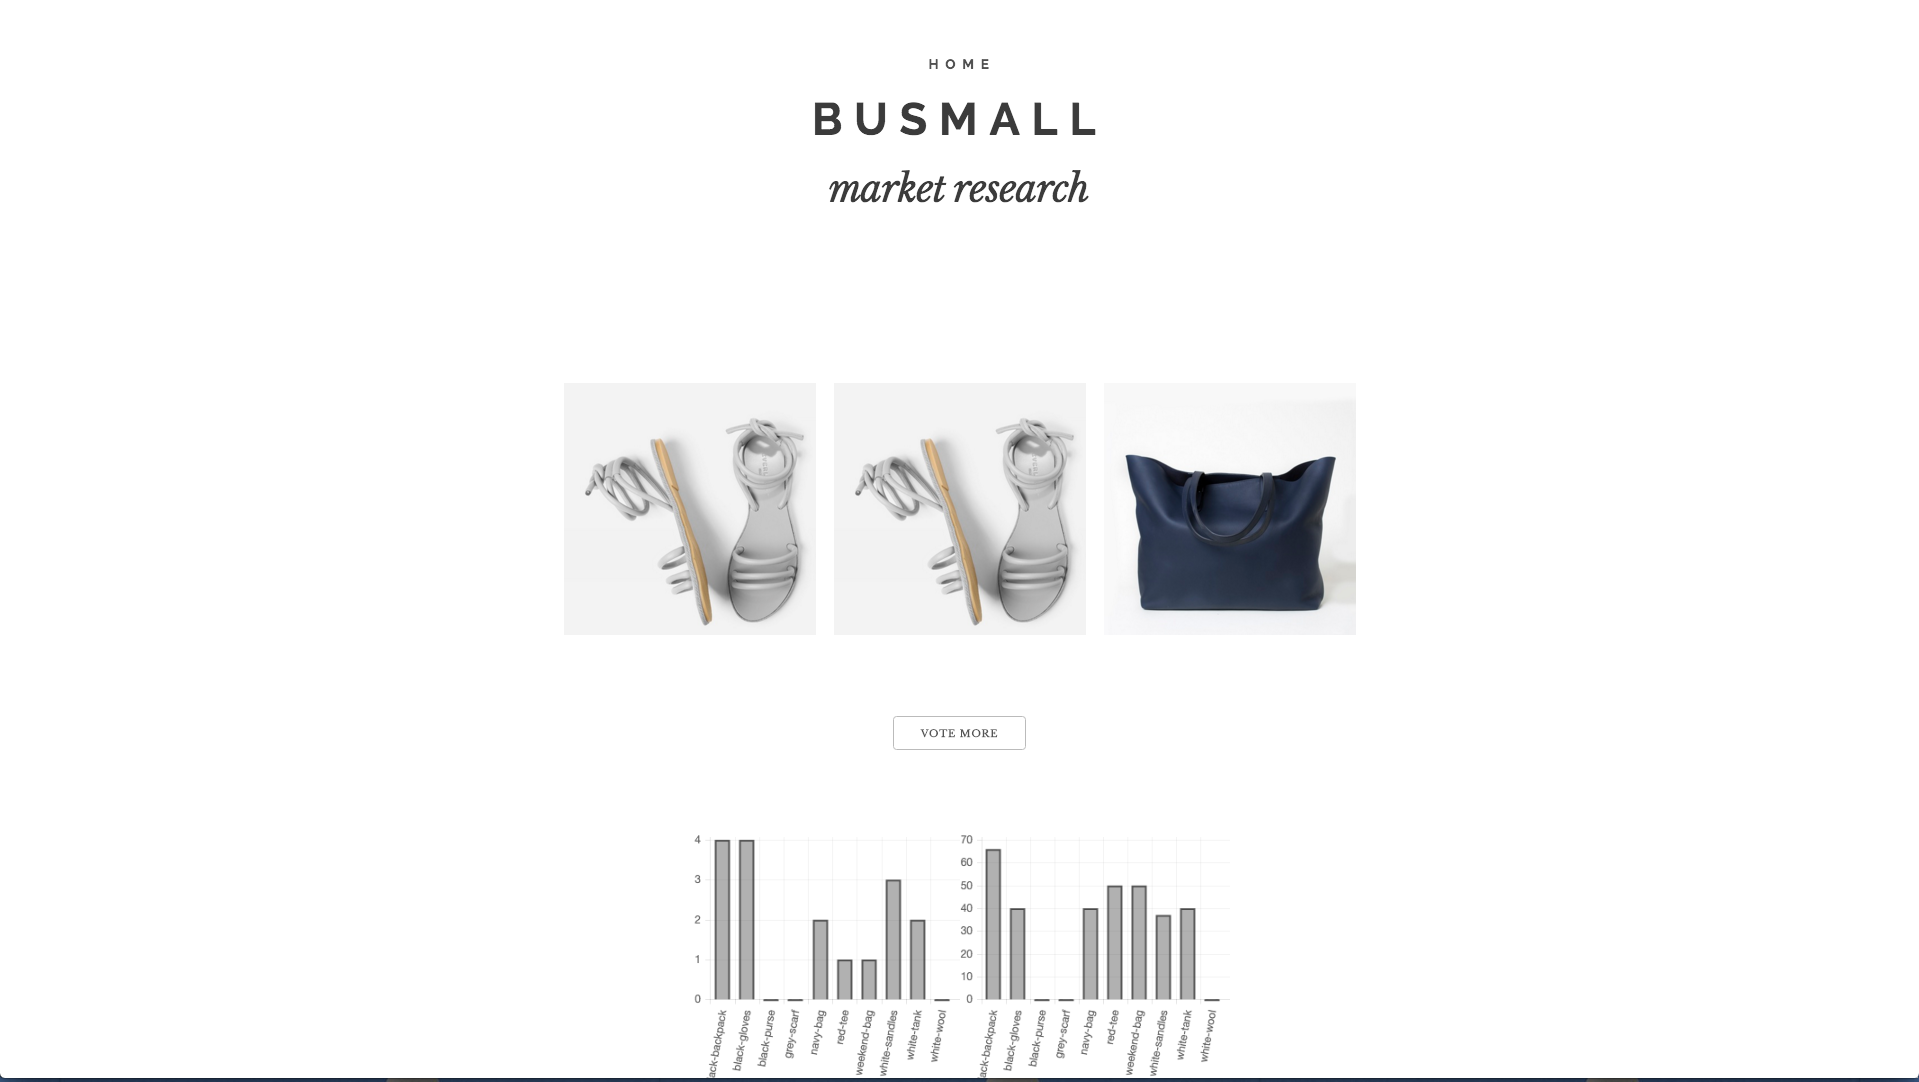 HOME
BUSMALL
market research
VOTE MORE
4
3
2
1
0
ack-backpack
black-gloves
black-purse
grey-scarf
navy-bag
red-tee
weekend-bag
white-sandles
white-tank
white-wool
70
60
50
40
30
20
10
0
ack-backpack
black-gloves
black-purse
grey-scarf
navy-bag
red-tee
weekend-bag
white-sandles
white-tank
white-wool